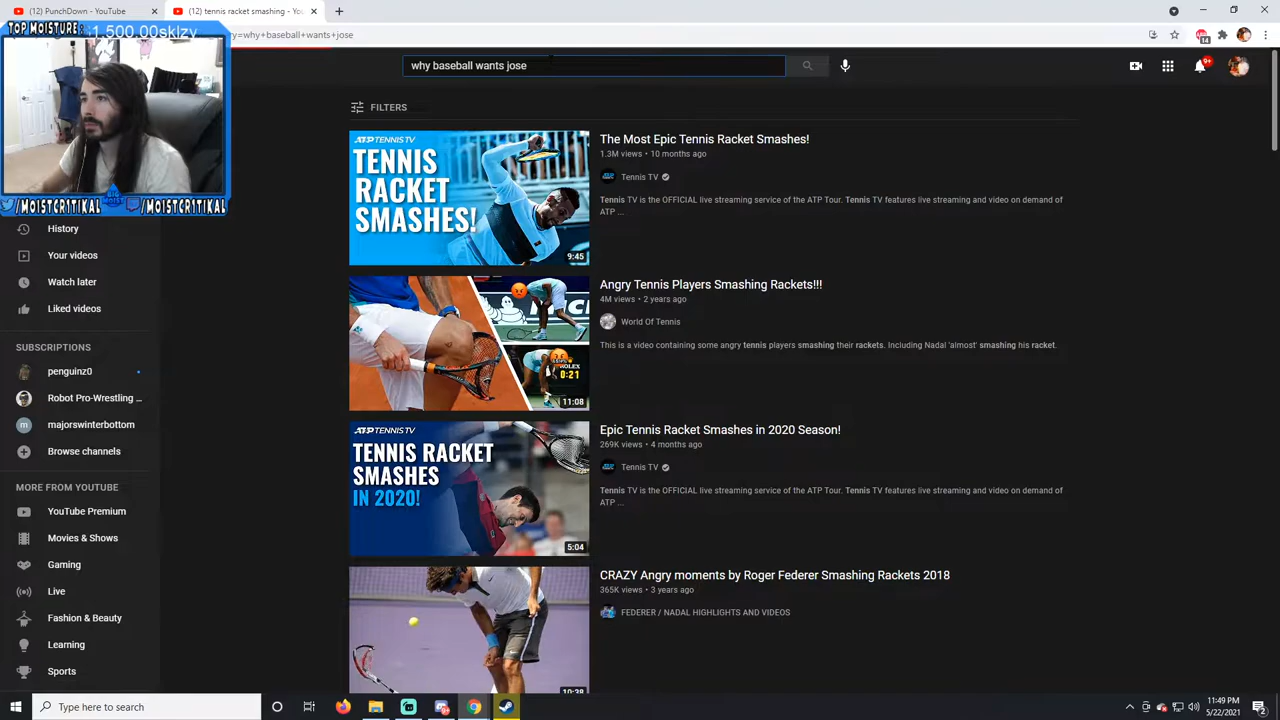 (12) PunchDown - YouTube
(12) tennis racket smashing - You
TOP MOISTURE
1,500.00sklzy
y=why+baseball+wants+jose
why baseball wants jose
9+
14
/MOISTCR1TIKAL
/MOISTCR1TIKAL
FILTERS
ATP TENNIS TV
TENNIS
RACKET
SMASHES!
9:45
The Most Epic Tennis Racket Smashes!
1.3M views • 10 months ago
Tennis TV
Tennis TV is the OFFICIAL live streaming service of the ATP Tour. Tennis TV features live streaming and video on demand of
ATP ...
History
Your videos
Watch later
Liked videos
SUBSCRIPTIONS
penguinz0
Robot Pro-Wrestling ...
m
majorswinterbottom
Browse channels
MORE FROM YOUTUBE
YouTube Premium
Movies & Shows
Gaming
Live
Fashion & Beauty
Learning
Sports
ROLEX
0:21
11:08
Angry Tennis Players Smashing Rackets!!!
4M views • 2 years ago
World Of Tennis
This is a video containing some angry tennis players smashing their rackets. Including Nadal 'almost' smashing his racket.
ATP TENNIS TV
TENNIS RACKET
SMASHES
IN 2020!
5:04
Epic Tennis Racket Smashes in 2020 Season!
269K views • 4 months ago
Tennis TV
Tennis TV is the OFFICIAL live streaming service of the ATP Tour. Tennis TV features live streaming and video on demand of
ATP ...
10:38
CRAZY Angry moments by Roger Federer Smashing Rackets 2018
365K views • 3 years ago
FEDERER / NADAL HIGHLIGHTS AND VIDEOS
Type here to search
11:49 PM
5/22/2021
2